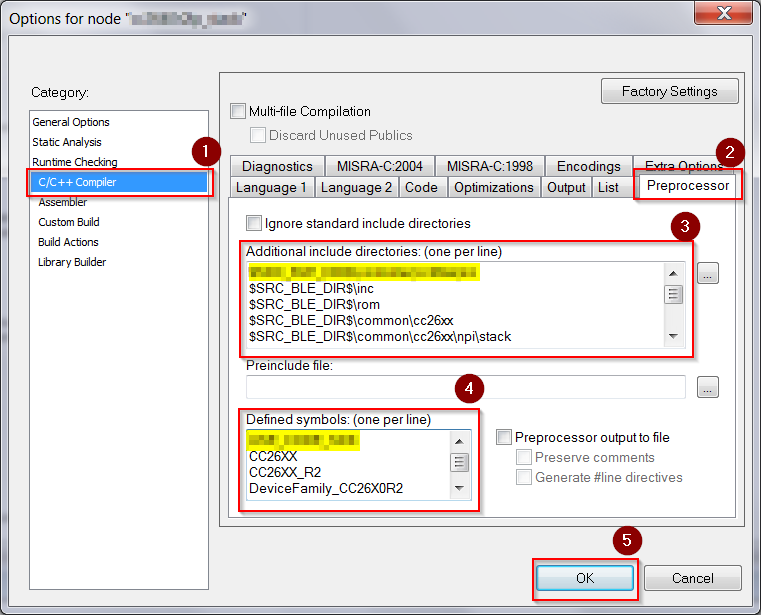 Options for node "
Factory Settings
Category:
General Options
Static Analysis
Runtime Checking
C/C++ Compiler
Assembler
Custom Build
Build Actions
Library Builder
1
Multi-file Compilation
Discard Unused Publics
2
Diagnostics MISRA-C:2004 MISRA-C:1998 Encodings Extra Options
Language 1 Language 2 Code Optimizations Output List Preprocessor
Ignore standard include directories
3
Additional include directories: (one per line)
$SRC_BLE_DIR$\inc
$SRC_BLE_DIR$\rom
$SRC_BLE_DIR$\common\cc26xx
$SRC_BLE_DIR$\common\cc26xx\npi\stack
...
Preinclude file:
...
4
Defined symbols: (one per line)
CC26XX
CC26XX_R2
DeviceFamily_CC26X0R2
Preprocessor output to file
Preserve comments
Generate #line directives
5
OK Cancel